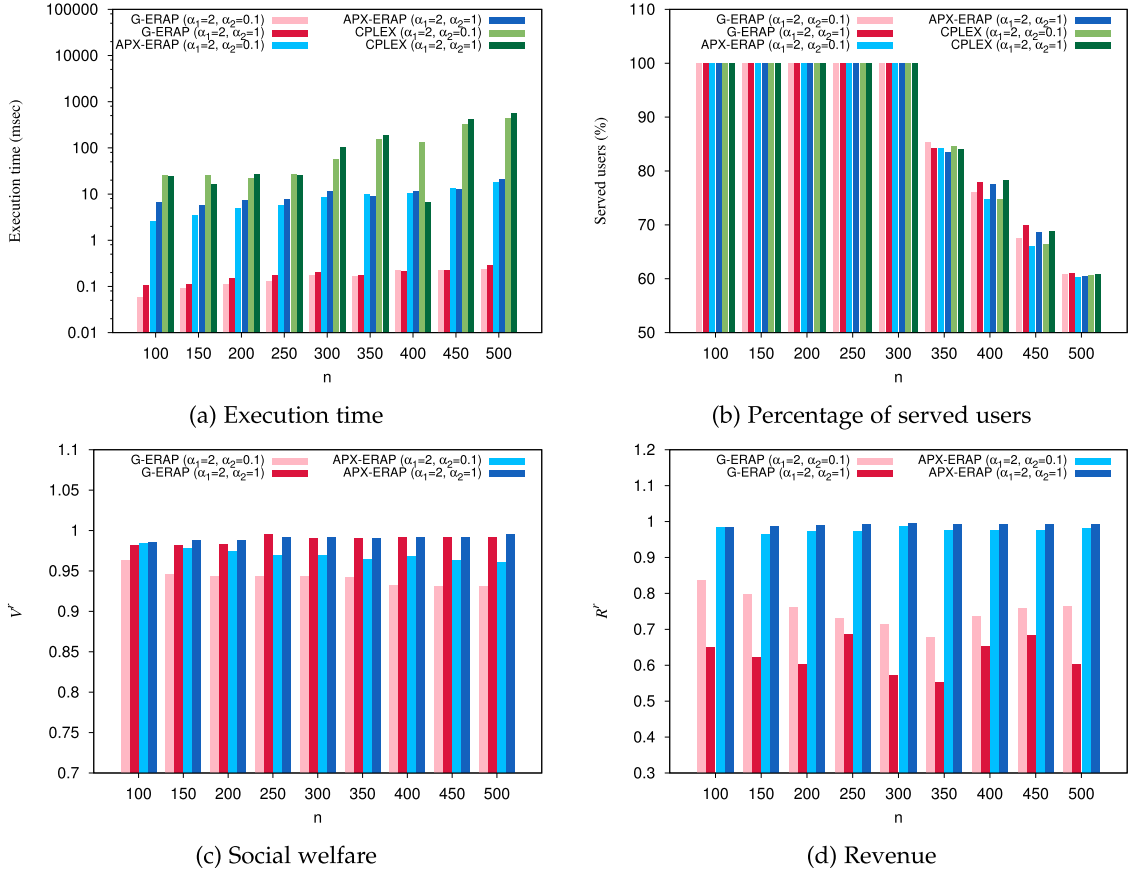 G-ERAP (α1=2, α2=0.1)
G-ERAP (α1=2, α2=1)
APX-ERAP (α1=2, α2=0.1)
APX-ERAP (α1=2, α2=1)
CPLEX (α1=2, α2=0.1)
CPLEX (α1=2, α2=1)
Execution time (msec)
100000
10000
1000
100
10
1
0.1
0.01
100 150 200 250 300 350 400 450 500
n
(a) Execution time
G-ERAP (α1=2, α2=0.1)
G-ERAP (α1=2, α2=1)
APX-ERAP (α1=2, α2=0.1)
APX-ERAP (α1=2, α2=1)
CPLEX (α1=2, α2=0.1)
CPLEX (α1=2, α2=1)
Served users (%)
110
100
90
80
70
60
50
100 150 200 250 300 350 400 450 500
n
(b) Percentage of served users
G-ERAP (α1=2, α2=0.1)
G-ERAP (α1=2, α2=1)
APX-ERAP (α1=2, α2=0.1)
APX-ERAP (α1=2, α2=1)
V^r
1.1
1.05
1
0.95
0.9
0.85
0.8
0.75
0.7
100 150 200 250 300 350 400 450 500
n
(c) Social welfare
G-ERAP (α1=2, α2=0.1)
G-ERAP (α1=2, α2=1)
APX-ERAP (α1=2, α2=0.1)
APX-ERAP (α1=2, α2=1)
R^r
1.2
1.1
1
0.9
0.8
0.7
0.6
0.5
0.4
0.3
100 150 200 250 300 350 400 450 500
n
(d) Revenue